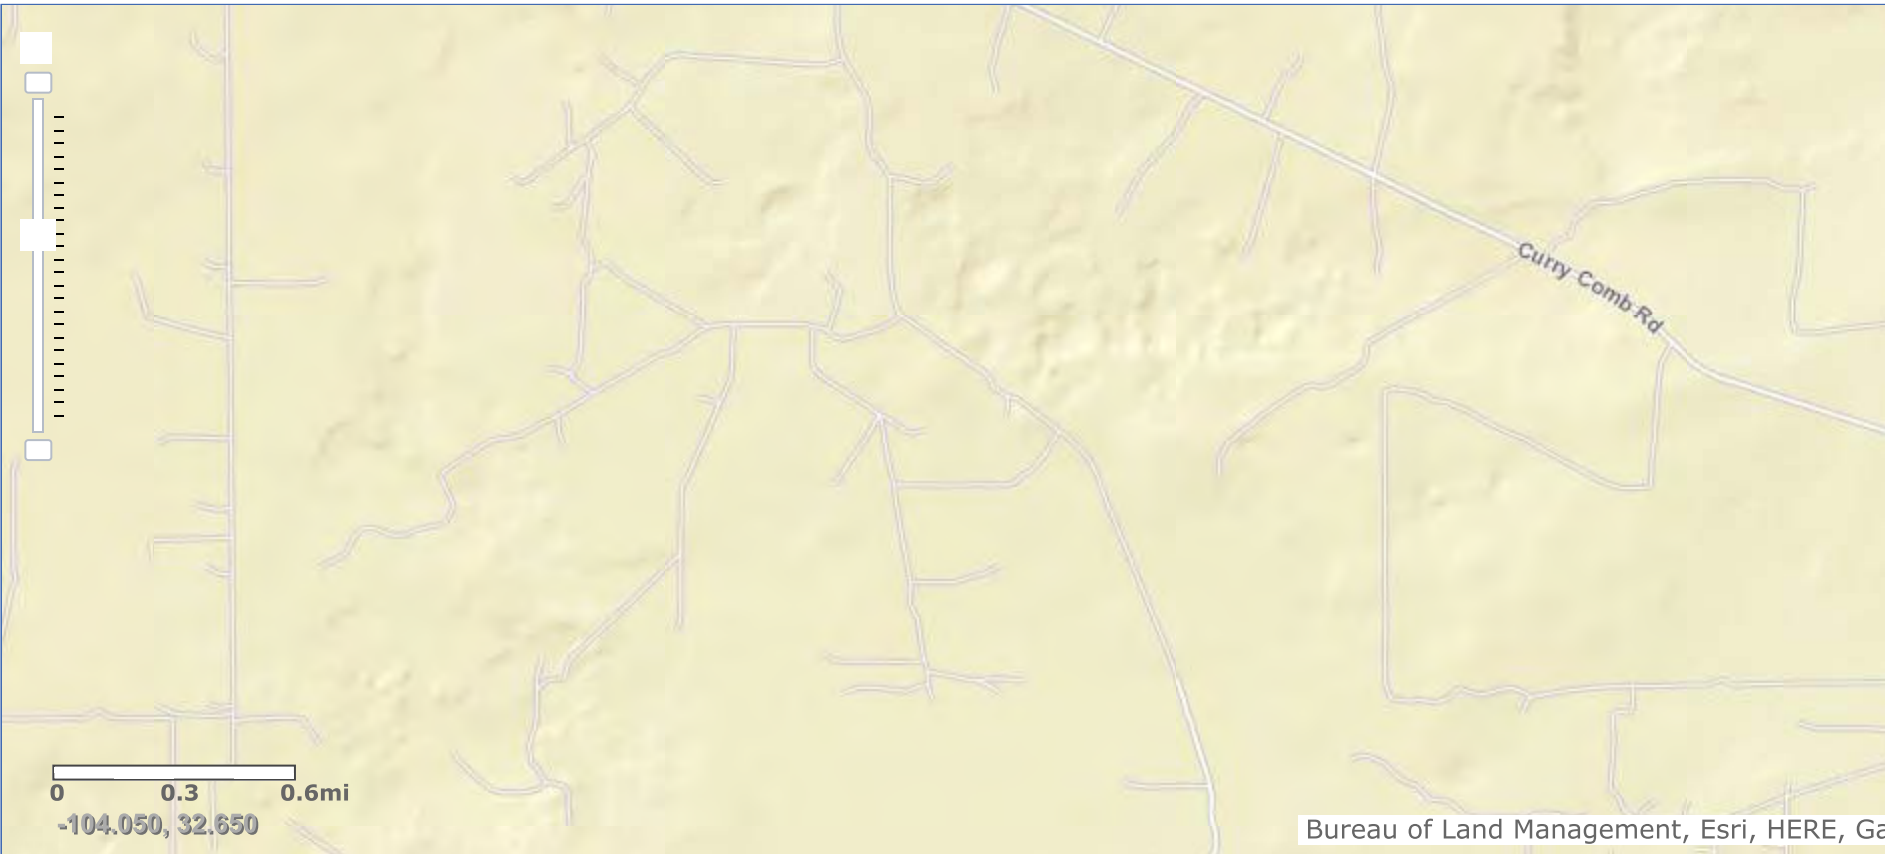 Curry Comb Rd
0 0.3 0.6mi
-104.050, 32.650
Bureau of Land Management, Esri, HERE, Ga